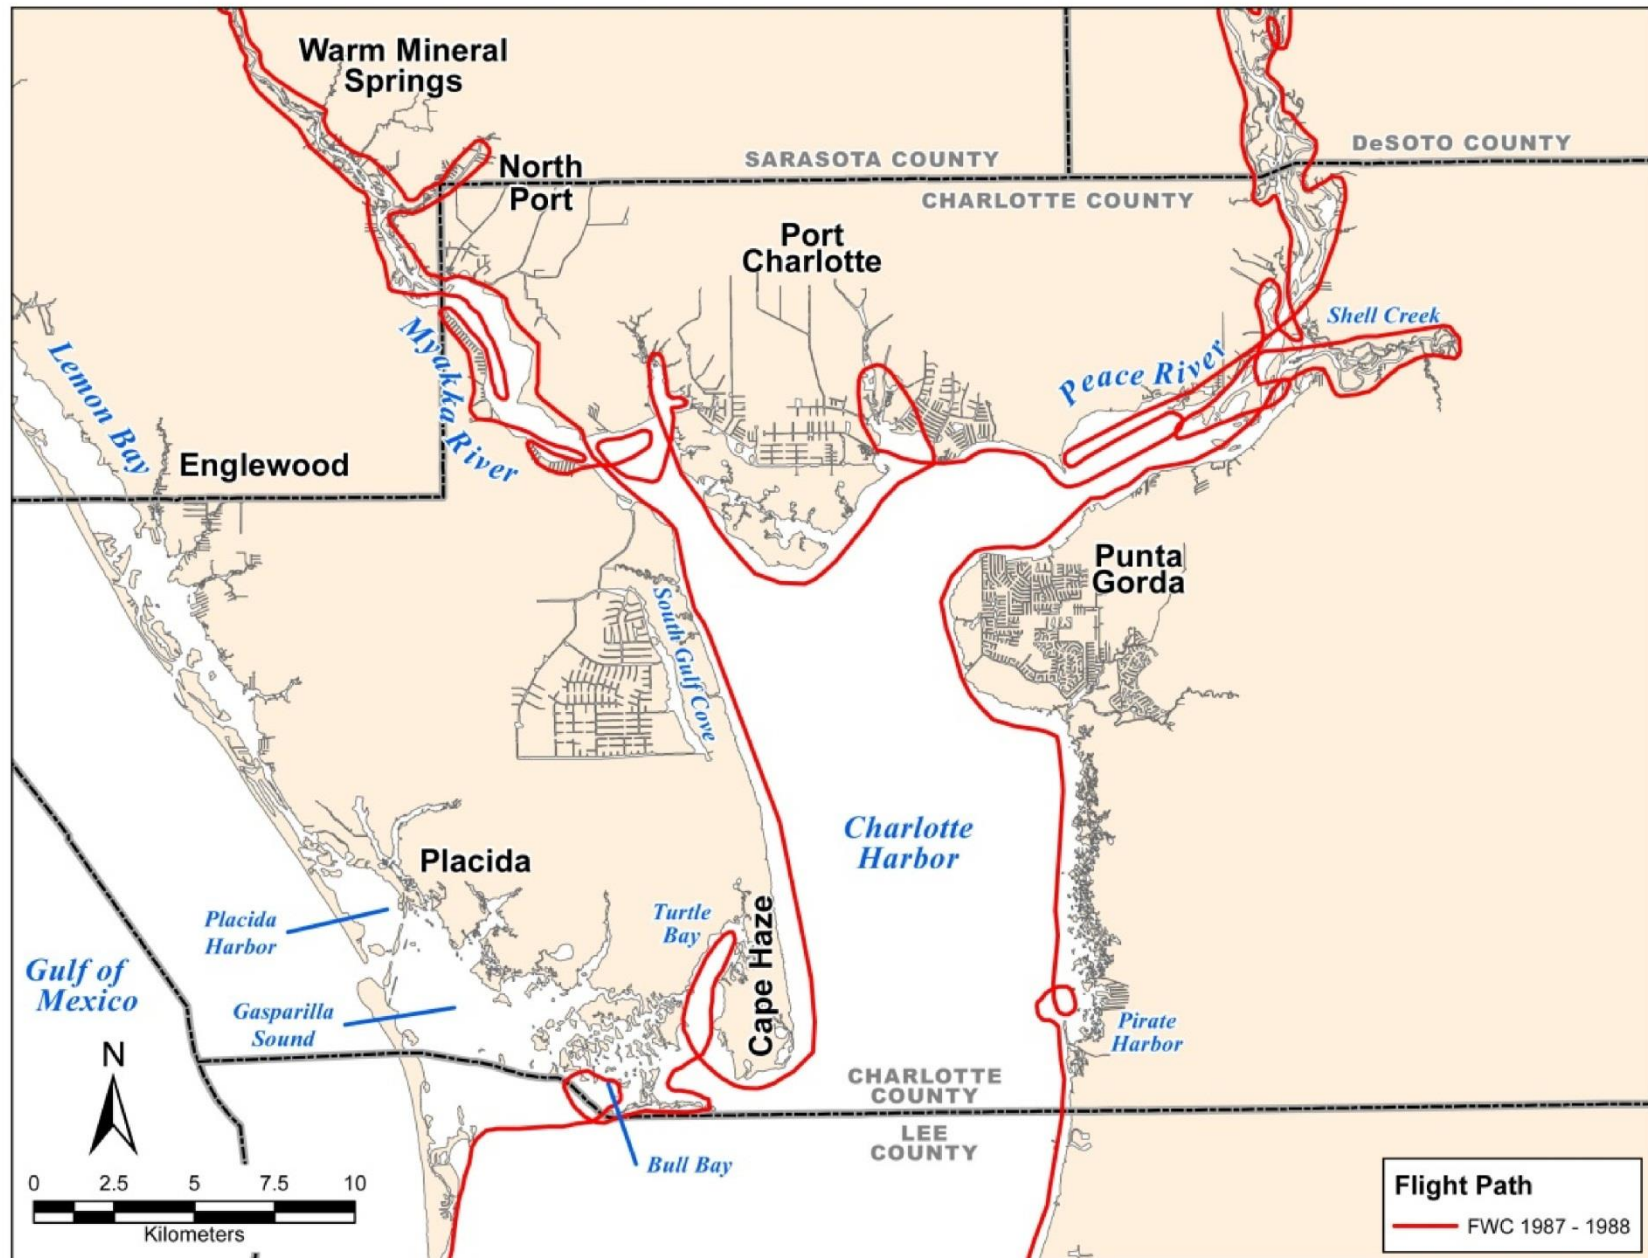 Warm Mineral
Springs
North
Port
SARASOTA COUNTY
DeSOTO COUNTY
CHARLOTTE COUNTY
Port
Charlotte
Shell Creek
Peace River
Myakka River
Lemon Bay
Englewood
Punta
Gorda
South Gulf Cove
Charlotte
Harbor
Placida
Placida
Harbor
Turtle
Bay
Cape Haze
Gulf of
Mexico
Gasparilla
Sound
Pirate
Harbor
N
CHARLOTTE
COUNTY
LEE
COUNTY
Bull Bay
0 2.5 5 7.5 10
Kilometers
Flight Path
FWC 1987 - 1988